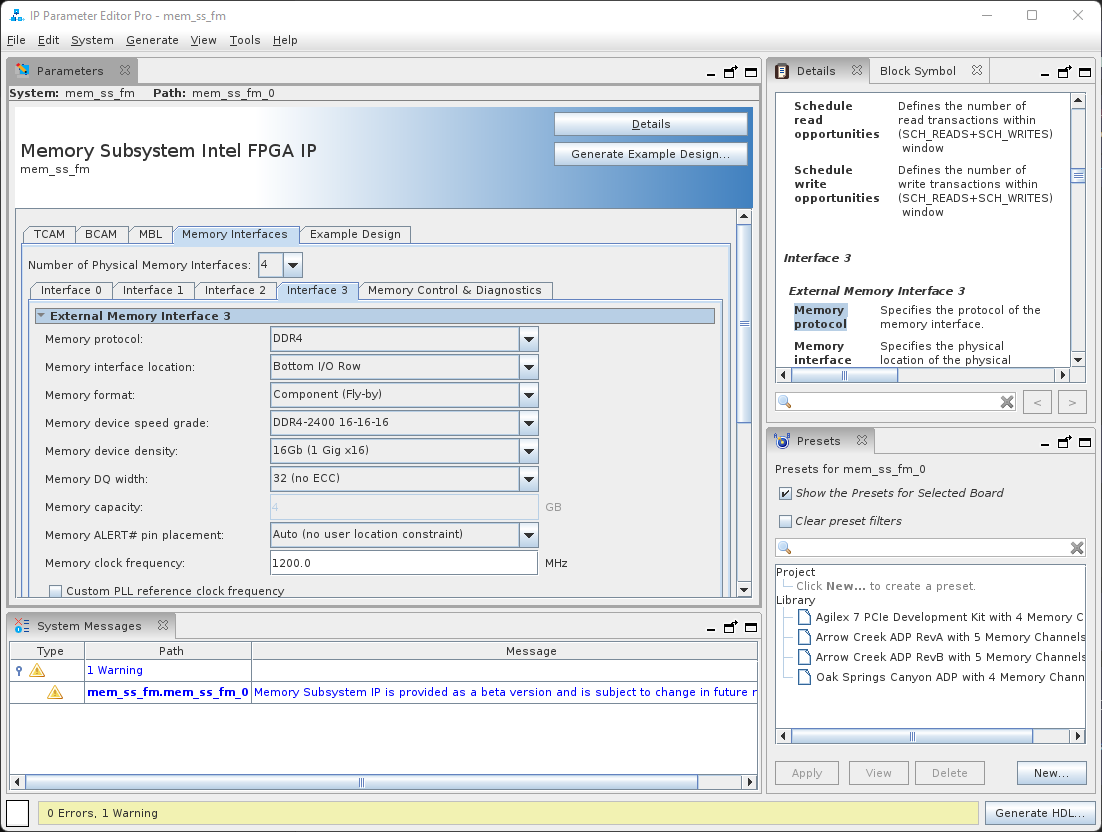 IP Parameter Editor Pro - mem_ss_fm
File Edit System Generate View Tools Help
Parameters
System: mem_ss_fm Path: mem_ss_fm_0
Memory Subsystem Intel FPGA IP
mem_ss_fm
Details
Generate Example Design...
TCAM BCAM MBL Memory Interfaces Example Design
Number of Physical Memory Interfaces: 4
Interface 0 Interface 1 Interface 2 Interface 3 Memory Control & Diagnostics
External Memory Interface 3
Memory protocol: DDR4
Memory interface location: Bottom I/O Row
Memory format: Component (Fly-by)
Memory device speed grade: DDR4-2400 16-16-16
Memory device density: 16Gb (1 Gig x16)
Memory DQ width: 32 (no ECC)
Memory capacity: 4 GB
Memory ALERT# pin placement: Auto (no user location constraint)
Memory clock frequency: 1200.0 MHz
Custom PLL reference clock frequency
System Messages
Type Path Message
1 Warning
mem_ss_fm.mem_ss_fm_0 Memory Subsystem IP is provided as a beta version and is subject to change in future r
0 Errors, 1 Warning
Generate HDL...
Details Block Symbol
Schedule Defines the number of
read read transactions within
opportunities (SCH_READS+SCH_WRITES)
window
Schedule Defines the number of
write write transactions within
opportunities (SCH_READS+SCH_WRITES)
window
Interface 3
External Memory Interface 3
Memory Specifies the protocol of the
protocol memory interface.
Memory Specifies the physical
interface location of the physical
< >
Presets
Presets for mem_ss_fm_0
Show the Presets for Selected Board
Clear preset filters
Project
Click New... to create a preset.
Library
Agilex 7 PCIe Development Kit with 4 Memory C
Arrow Creek ADP RevA with 5 Memory Channels
Arrow Creek ADP RevB with 5 Memory Channels
Oak Springs Canyon ADP with 4 Memory Chann
Apply View Delete New...